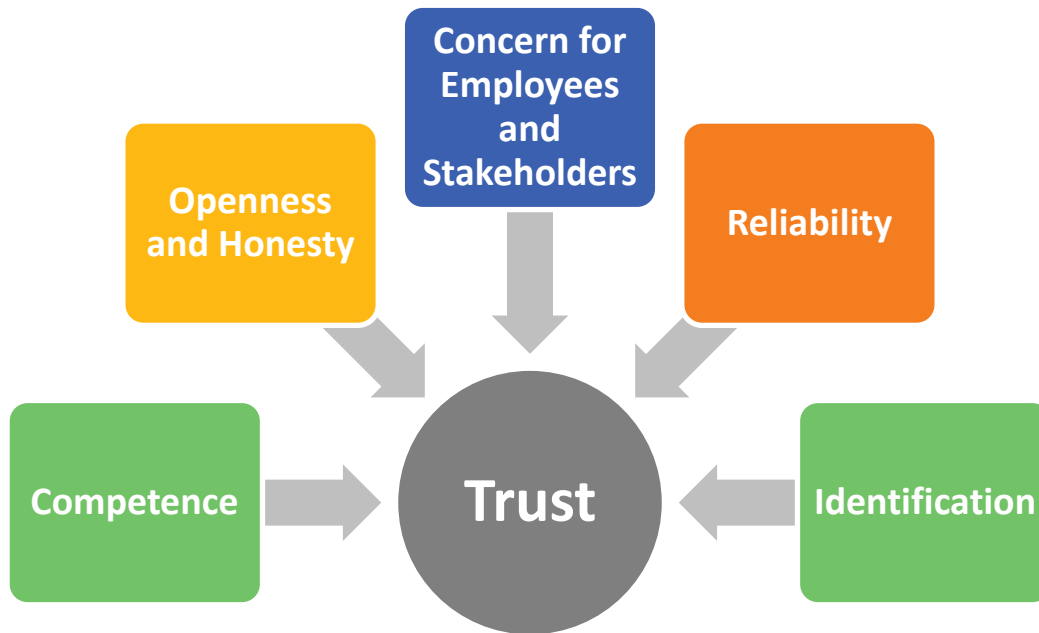 Concern for
Employees
and
Stakeholders
Openness
and Honesty
Reliability
Competence
Trust
Identification